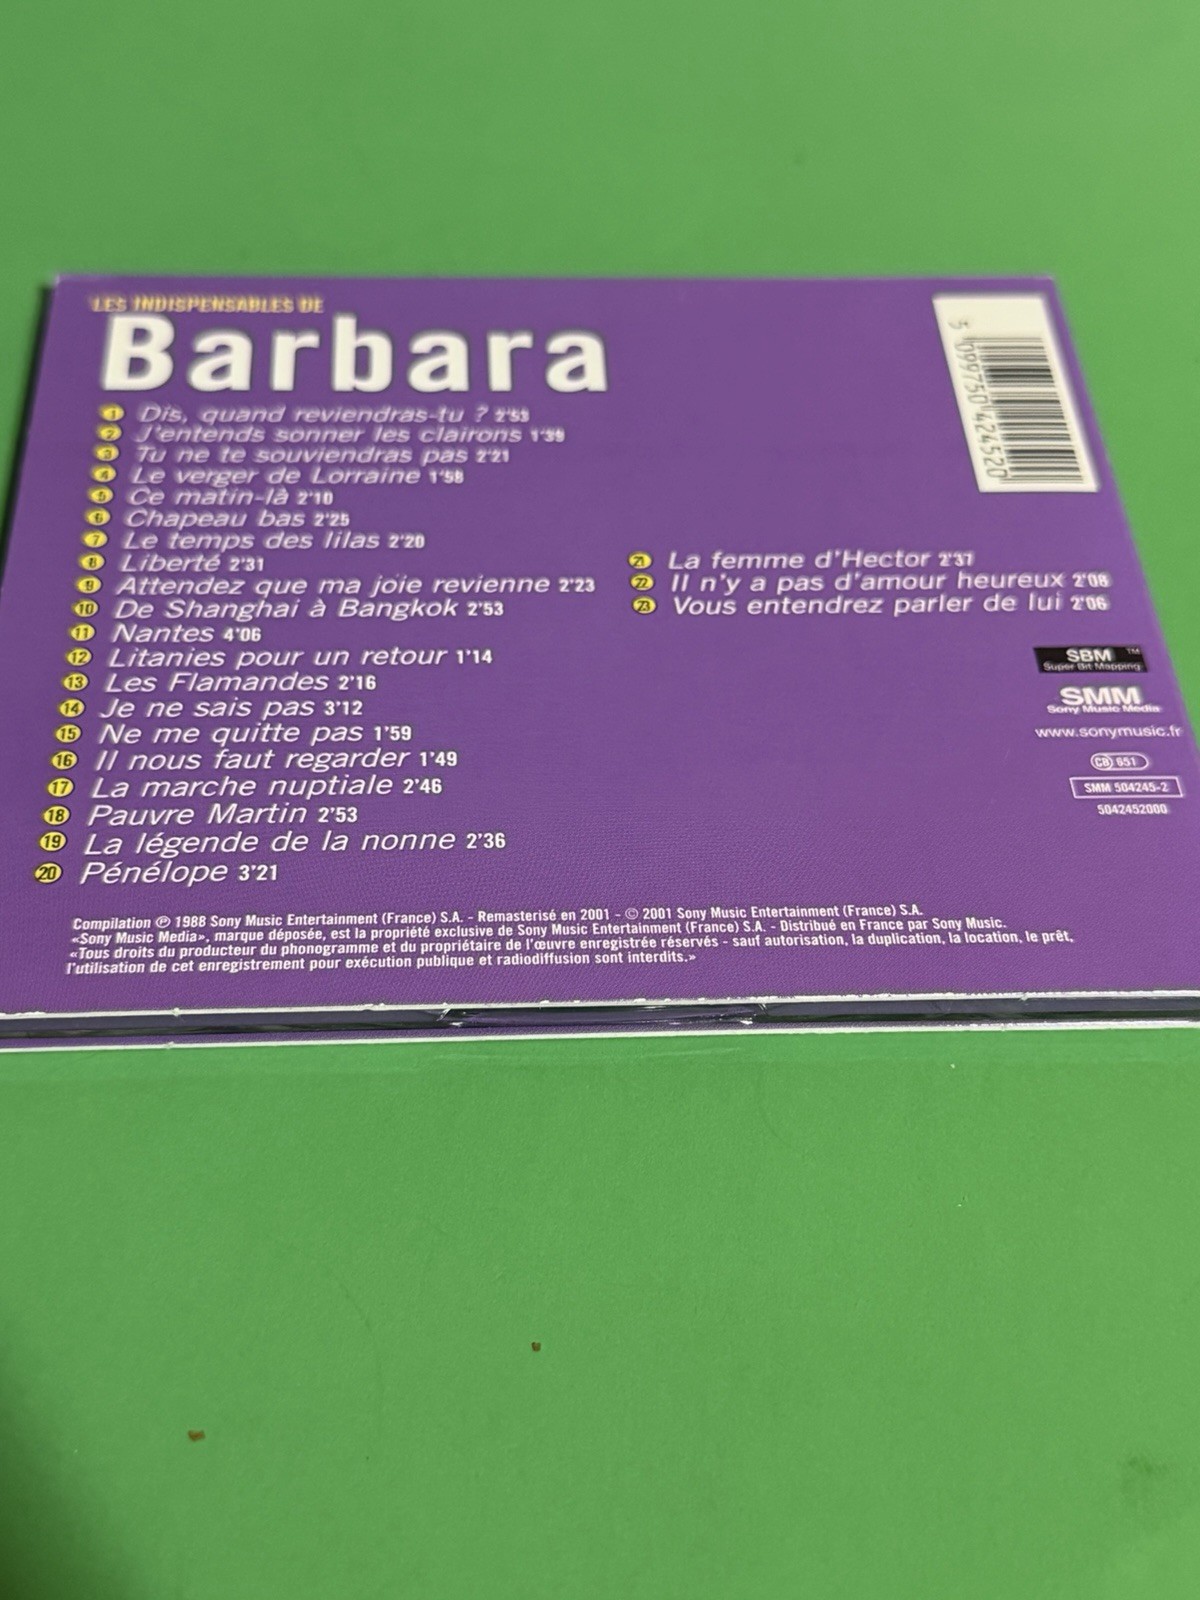 LES INDISPENSABLES DE
Barbara
1 Dis, quand reviendras-tu ? 2'53
2 J'entends sonner les clairons 1'39
3 Tu ne te souviendras pas 2'21
4 Le verger de Lorraine 1'58
5 Ce matin-là 2'10
6 Chapeau bas 2'25
7 Le temps des lilas 2'20
8 Liberté 2'31
9 Attendez que ma joie revienne 2'23
10 De Shanghai à Bangkok 2'53
11 Nantes 4'06
12 Litanies pour un retour 1'14
13 Les Flamandes 2'16
14 Je ne sais pas 3'12
15 Ne me quitte pas 1'59
16 Il nous faut regarder 1'49
17 La marche nuptiale 2'46
18 Pauvre Martin 2'53
19 La légende de la nonne 2'36
20 Pénélope 3'21
21 La femme d'Hector 2'37
22 Il n'y a pas d'amour heureux 2'08
23 Vous entendrez parler de lui 2'06
5 099750 424520
SBM™
Super Bit Mapping
SMM
Sony Music Media
www.sonymusic.fr
CB 651
SMM 504245-2
5042452000
Compilation ℗ 1988 Sony Music Entertainment (France) S.A. - Remasterisé en 2001 - © 2001 Sony Music Entertainment (France) S.A.
«Sony Music Media», marque déposée, est la propriété exclusive de Sony Music Entertainment (France) S.A. - Distribué en France par Sony Music.
«Tous droits du producteur du phonogramme et du propriétaire de l'œuvre enregistrée réservés - sauf autorisation, la duplication, la location, le prêt,
l'utilisation de cet enregistrement pour exécution publique et radiodiffusion sont interdits.»